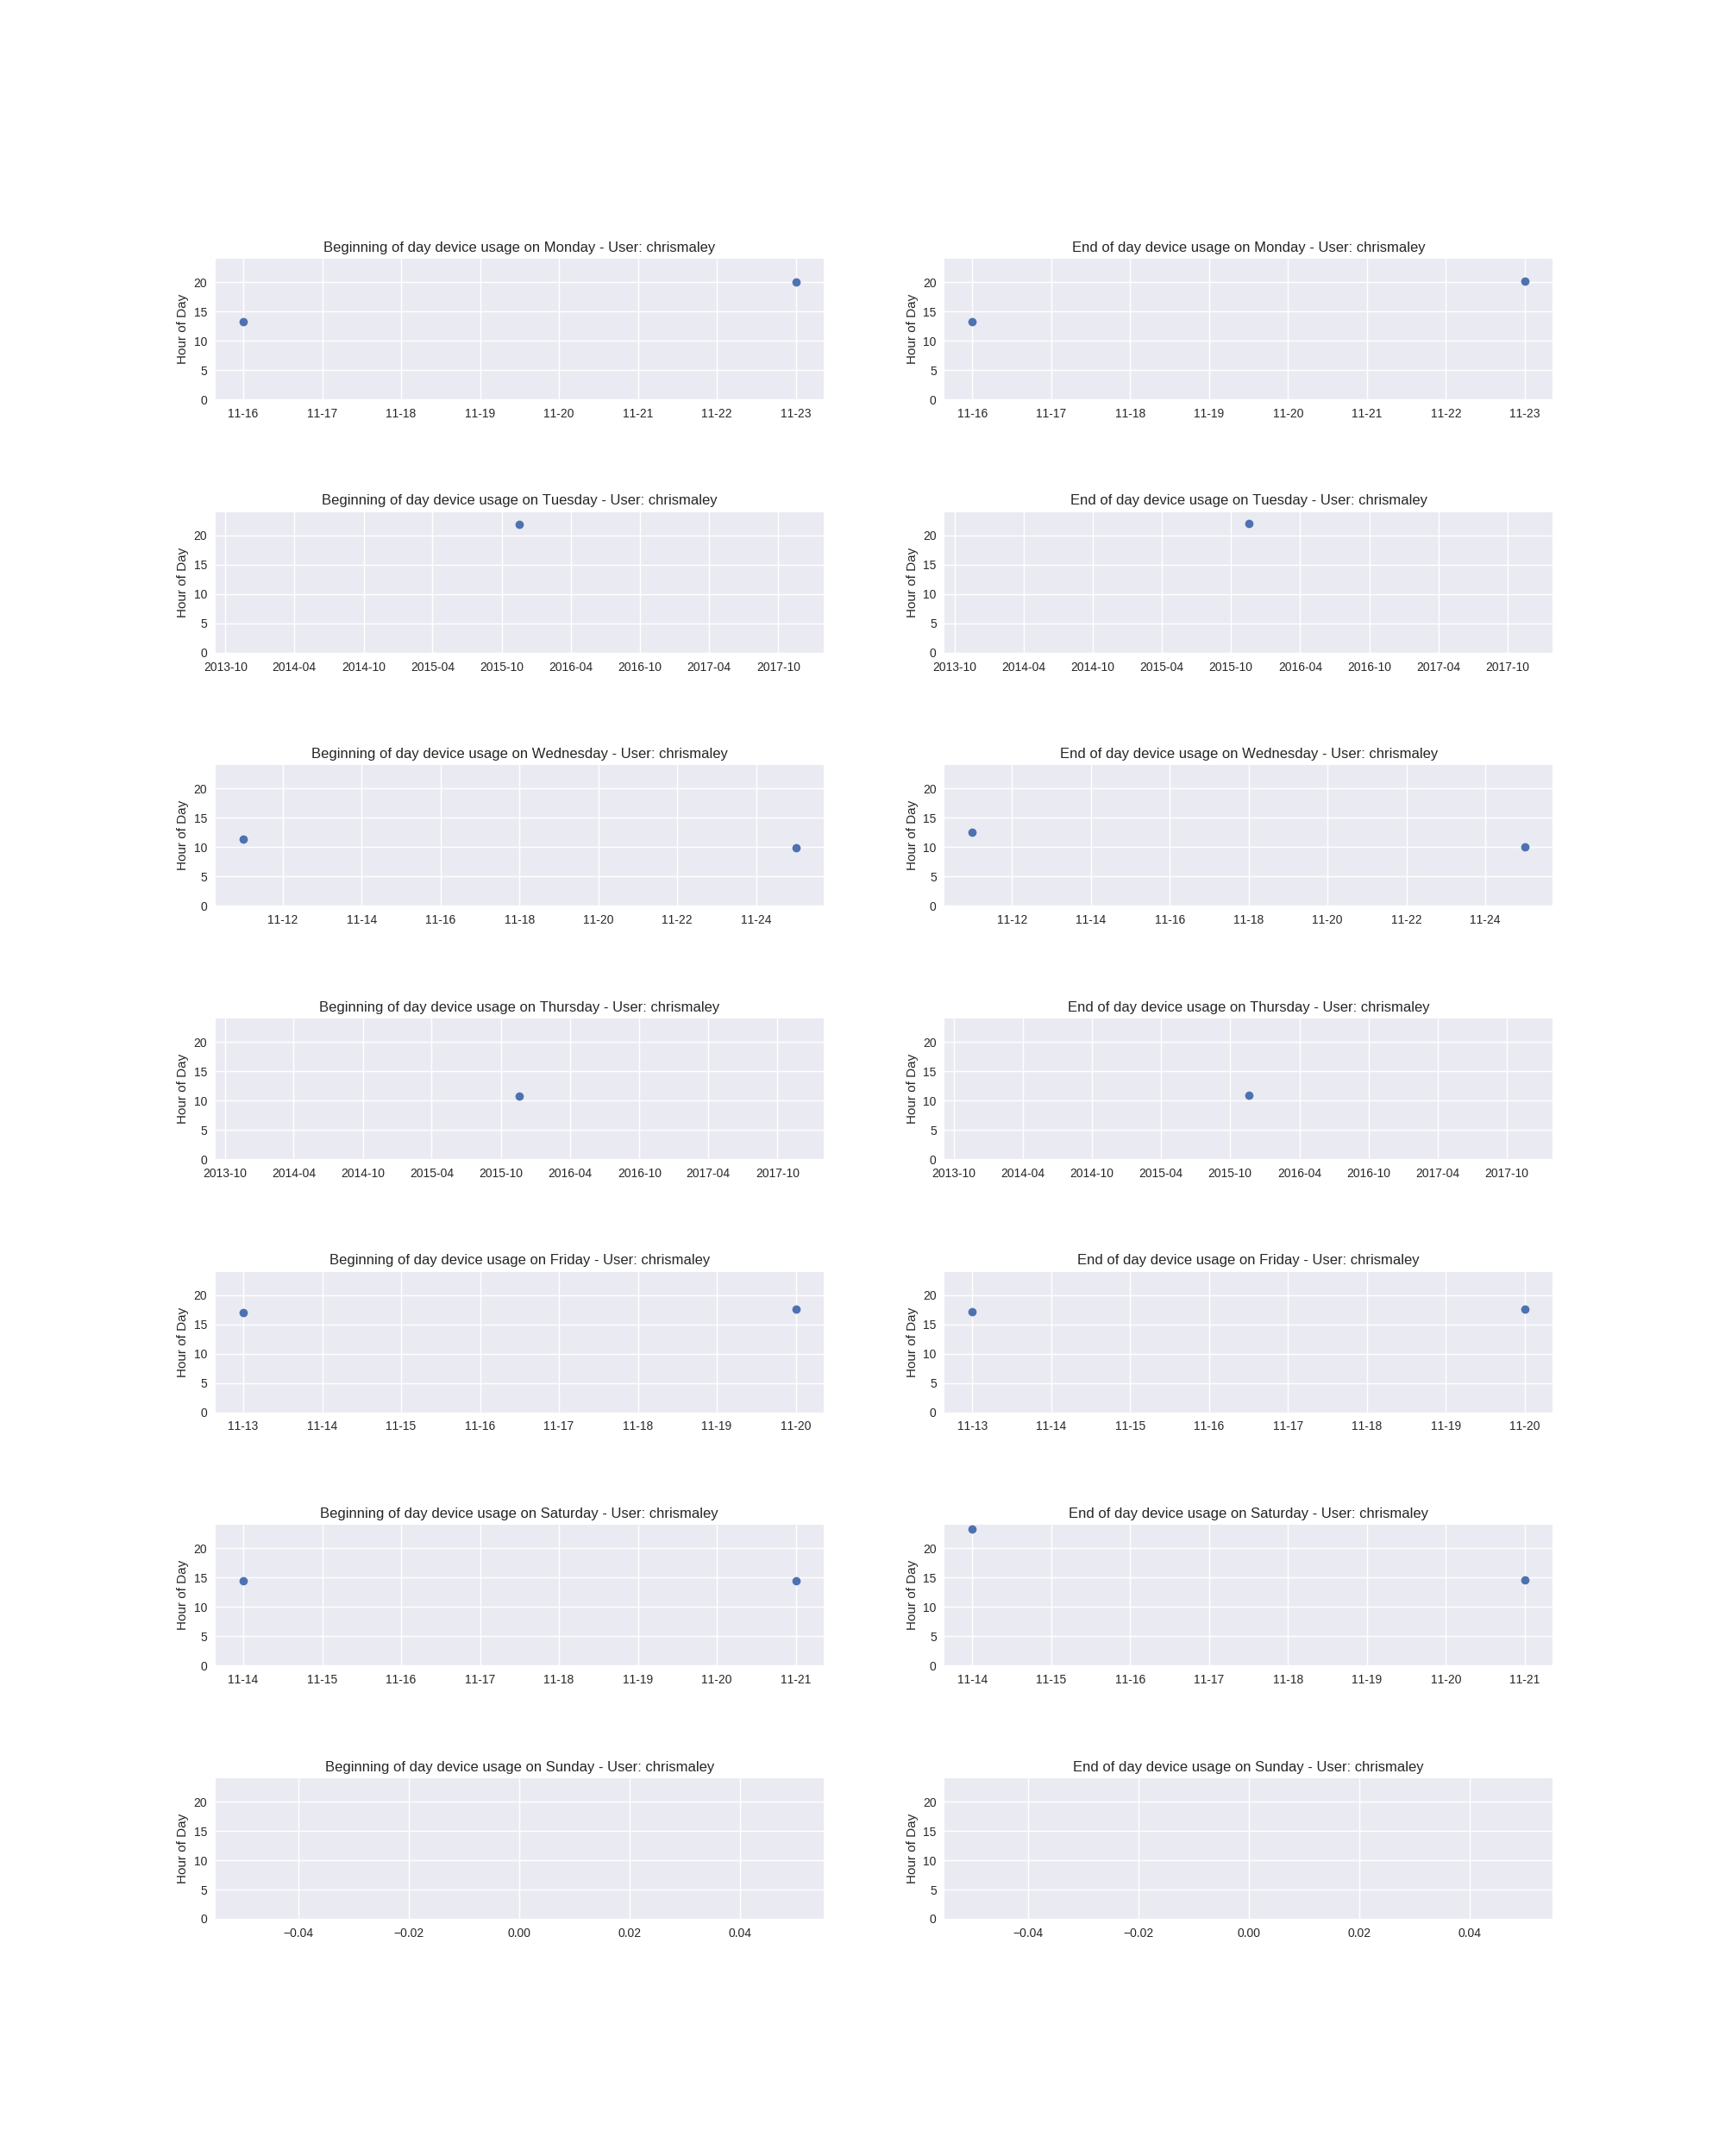 Beginning of day device usage on Monday - User: chrismaley
Hour of Day
20
15
10
5
0
11-16 11-17 11-18 11-19 11-20 11-21 11-22 11-23
End of day device usage on Monday - User: chrismaley
Hour of Day
20
15
10
5
0
11-16 11-17 11-18 11-19 11-20 11-21 11-22 11-23
Beginning of day device usage on Tuesday - User: chrismaley
Hour of Day
20
15
10
5
0
2013-10 2014-04 2014-10 2015-04 2015-10 2016-04 2016-10 2017-04 2017-10
End of day device usage on Tuesday - User: chrismaley
Hour of Day
20
15
10
5
0
2013-10 2014-04 2014-10 2015-04 2015-10 2016-04 2016-10 2017-04 2017-10
Beginning of day device usage on Wednesday - User: chrismaley
Hour of Day
20
15
10
5
0
11-12 11-14 11-16 11-18 11-20 11-22 11-24
End of day device usage on Wednesday - User: chrismaley
Hour of Day
20
15
10
5
0
11-12 11-14 11-16 11-18 11-20 11-22 11-24
Beginning of day device usage on Thursday - User: chrismaley
Hour of Day
20
15
10
5
0
2013-10 2014-04 2014-10 2015-04 2015-10 2016-04 2016-10 2017-04 2017-10
End of day device usage on Thursday - User: chrismaley
Hour of Day
20
15
10
5
0
2013-10 2014-04 2014-10 2015-04 2015-10 2016-04 2016-10 2017-04 2017-10
Beginning of day device usage on Friday - User: chrismaley
Hour of Day
20
15
10
5
0
11-13 11-14 11-15 11-16 11-17 11-18 11-19 11-20
End of day device usage on Friday - User: chrismaley
Hour of Day
20
15
10
5
0
11-13 11-14 11-15 11-16 11-17 11-18 11-19 11-20
Beginning of day device usage on Saturday - User: chrismaley
Hour of Day
20
15
10
5
0
11-14 11-15 11-16 11-17 11-18 11-19 11-20 11-21
End of day device usage on Saturday - User: chrismaley
Hour of Day
20
15
10
5
0
11-14 11-15 11-16 11-17 11-18 11-19 11-20 11-21
Beginning of day device usage on Sunday - User: chrismaley
Hour of Day
20
15
10
5
0
−0.04 −0.02 0.00 0.02 0.04
End of day device usage on Sunday - User: chrismaley
Hour of Day
20
15
10
5
0
−0.04 −0.02 0.00 0.02 0.04